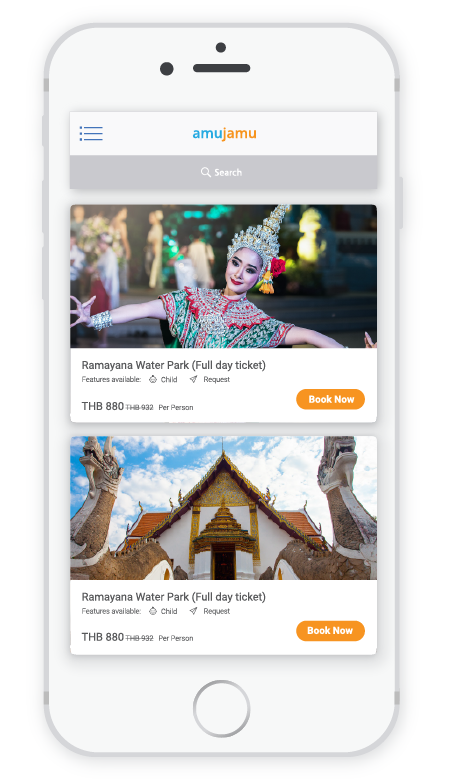 amujamu
Search
Ramayana Water Park (Full day ticket)
Features available: Child Request
THB 880 THB 932 Per Person
Book Now
Ramayana Water Park (Full day ticket)
Features available: Child Request
THB 880 THB 932 Per Person
Book Now